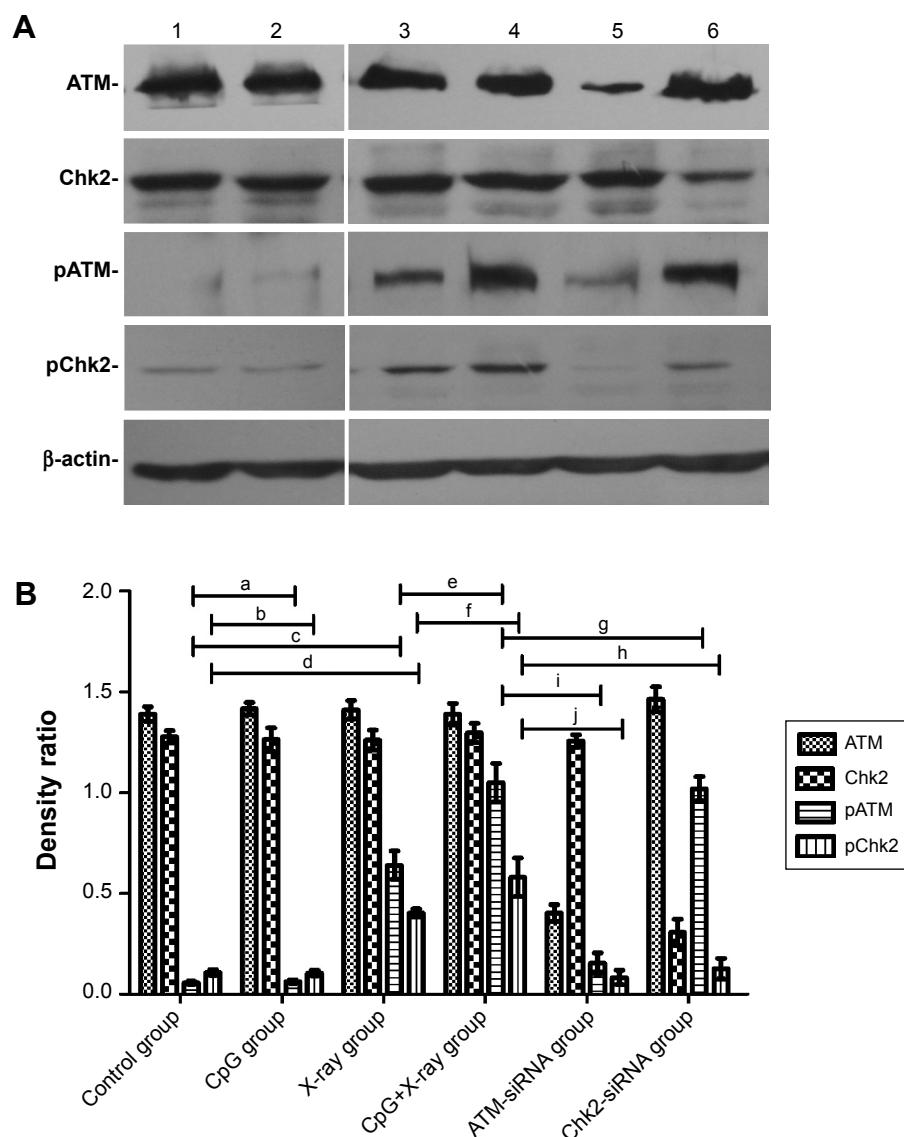 A
1 2 3 4 5 6
ATM-
Chk2-
pATM-
pChk2-
β-actin-
B
Density ratio
2.0
1.5
1.0
0.5
0.0
a
b
c
d
e
f
g
h
i
j
Control group
CpG group
X-ray group
CpG+X-ray group
ATM-siRNA group
Chk2-siRNA group
ATM
Chk2
pATM
pChk2